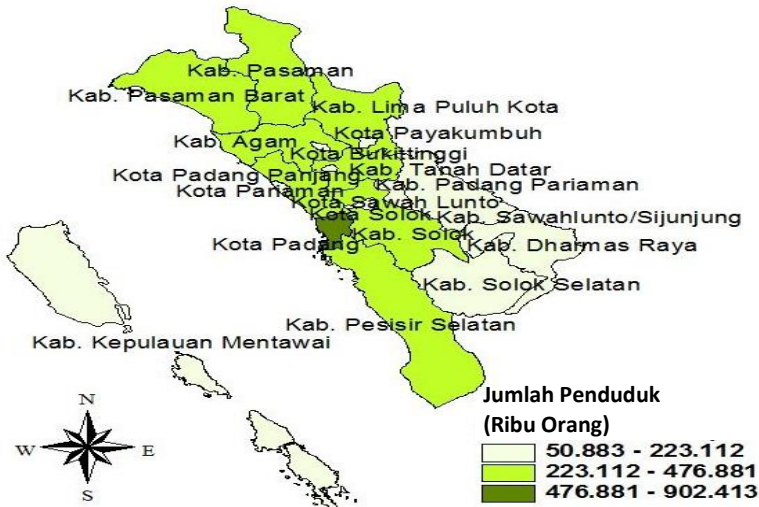 Kab. Pasaman
Kab. Pasaman Barat
Kab. Lima Puluh Kota
Kab. Agam
Kota Payakumbuh
Kota Bukittinggi
Kota Padang Panjang
Kab. Tanah Datar
Kota Pariaman
Kab. Padang Pariaman
Kota Sawah Lunto
Kota Solok
Kab. Sawahlunto/Sijunjung
Kota Padang
Kab. Solok
Kab. Dharmas Raya
Kab. Solok Selatan
Kab. Pesisir Selatan
Kab. Kepulauan Mentawai
N
W
E
S
Jumlah Penduduk
(Ribu Orang)
50.883 - 223.112
223.112 - 476.881
476.881 - 902.413